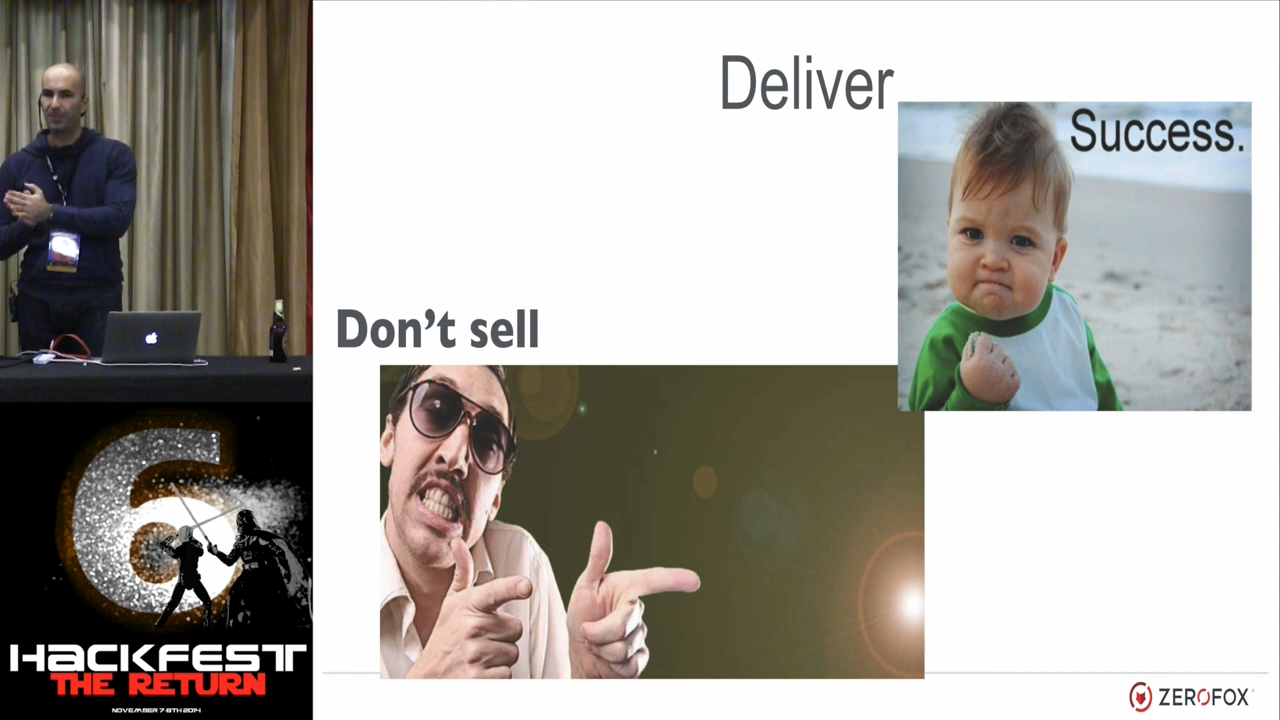 Deliver
Success.
Don't sell
6
HACKFEST
THE RETURN
NOVEMBER 7-8TH 2014
ZEROFOX